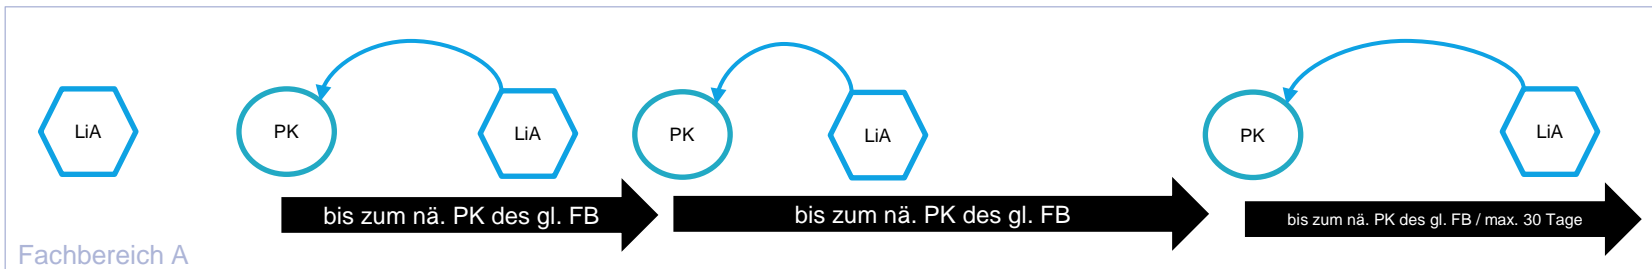 LiA
PK
LiA
PK
LiA
PK
LiA
bis zum nä. PK des gl. FB
bis zum nä. PK des gl. FB
bis zum nä. PK des gl. FB / max. 30 Tage
Fachbereich A